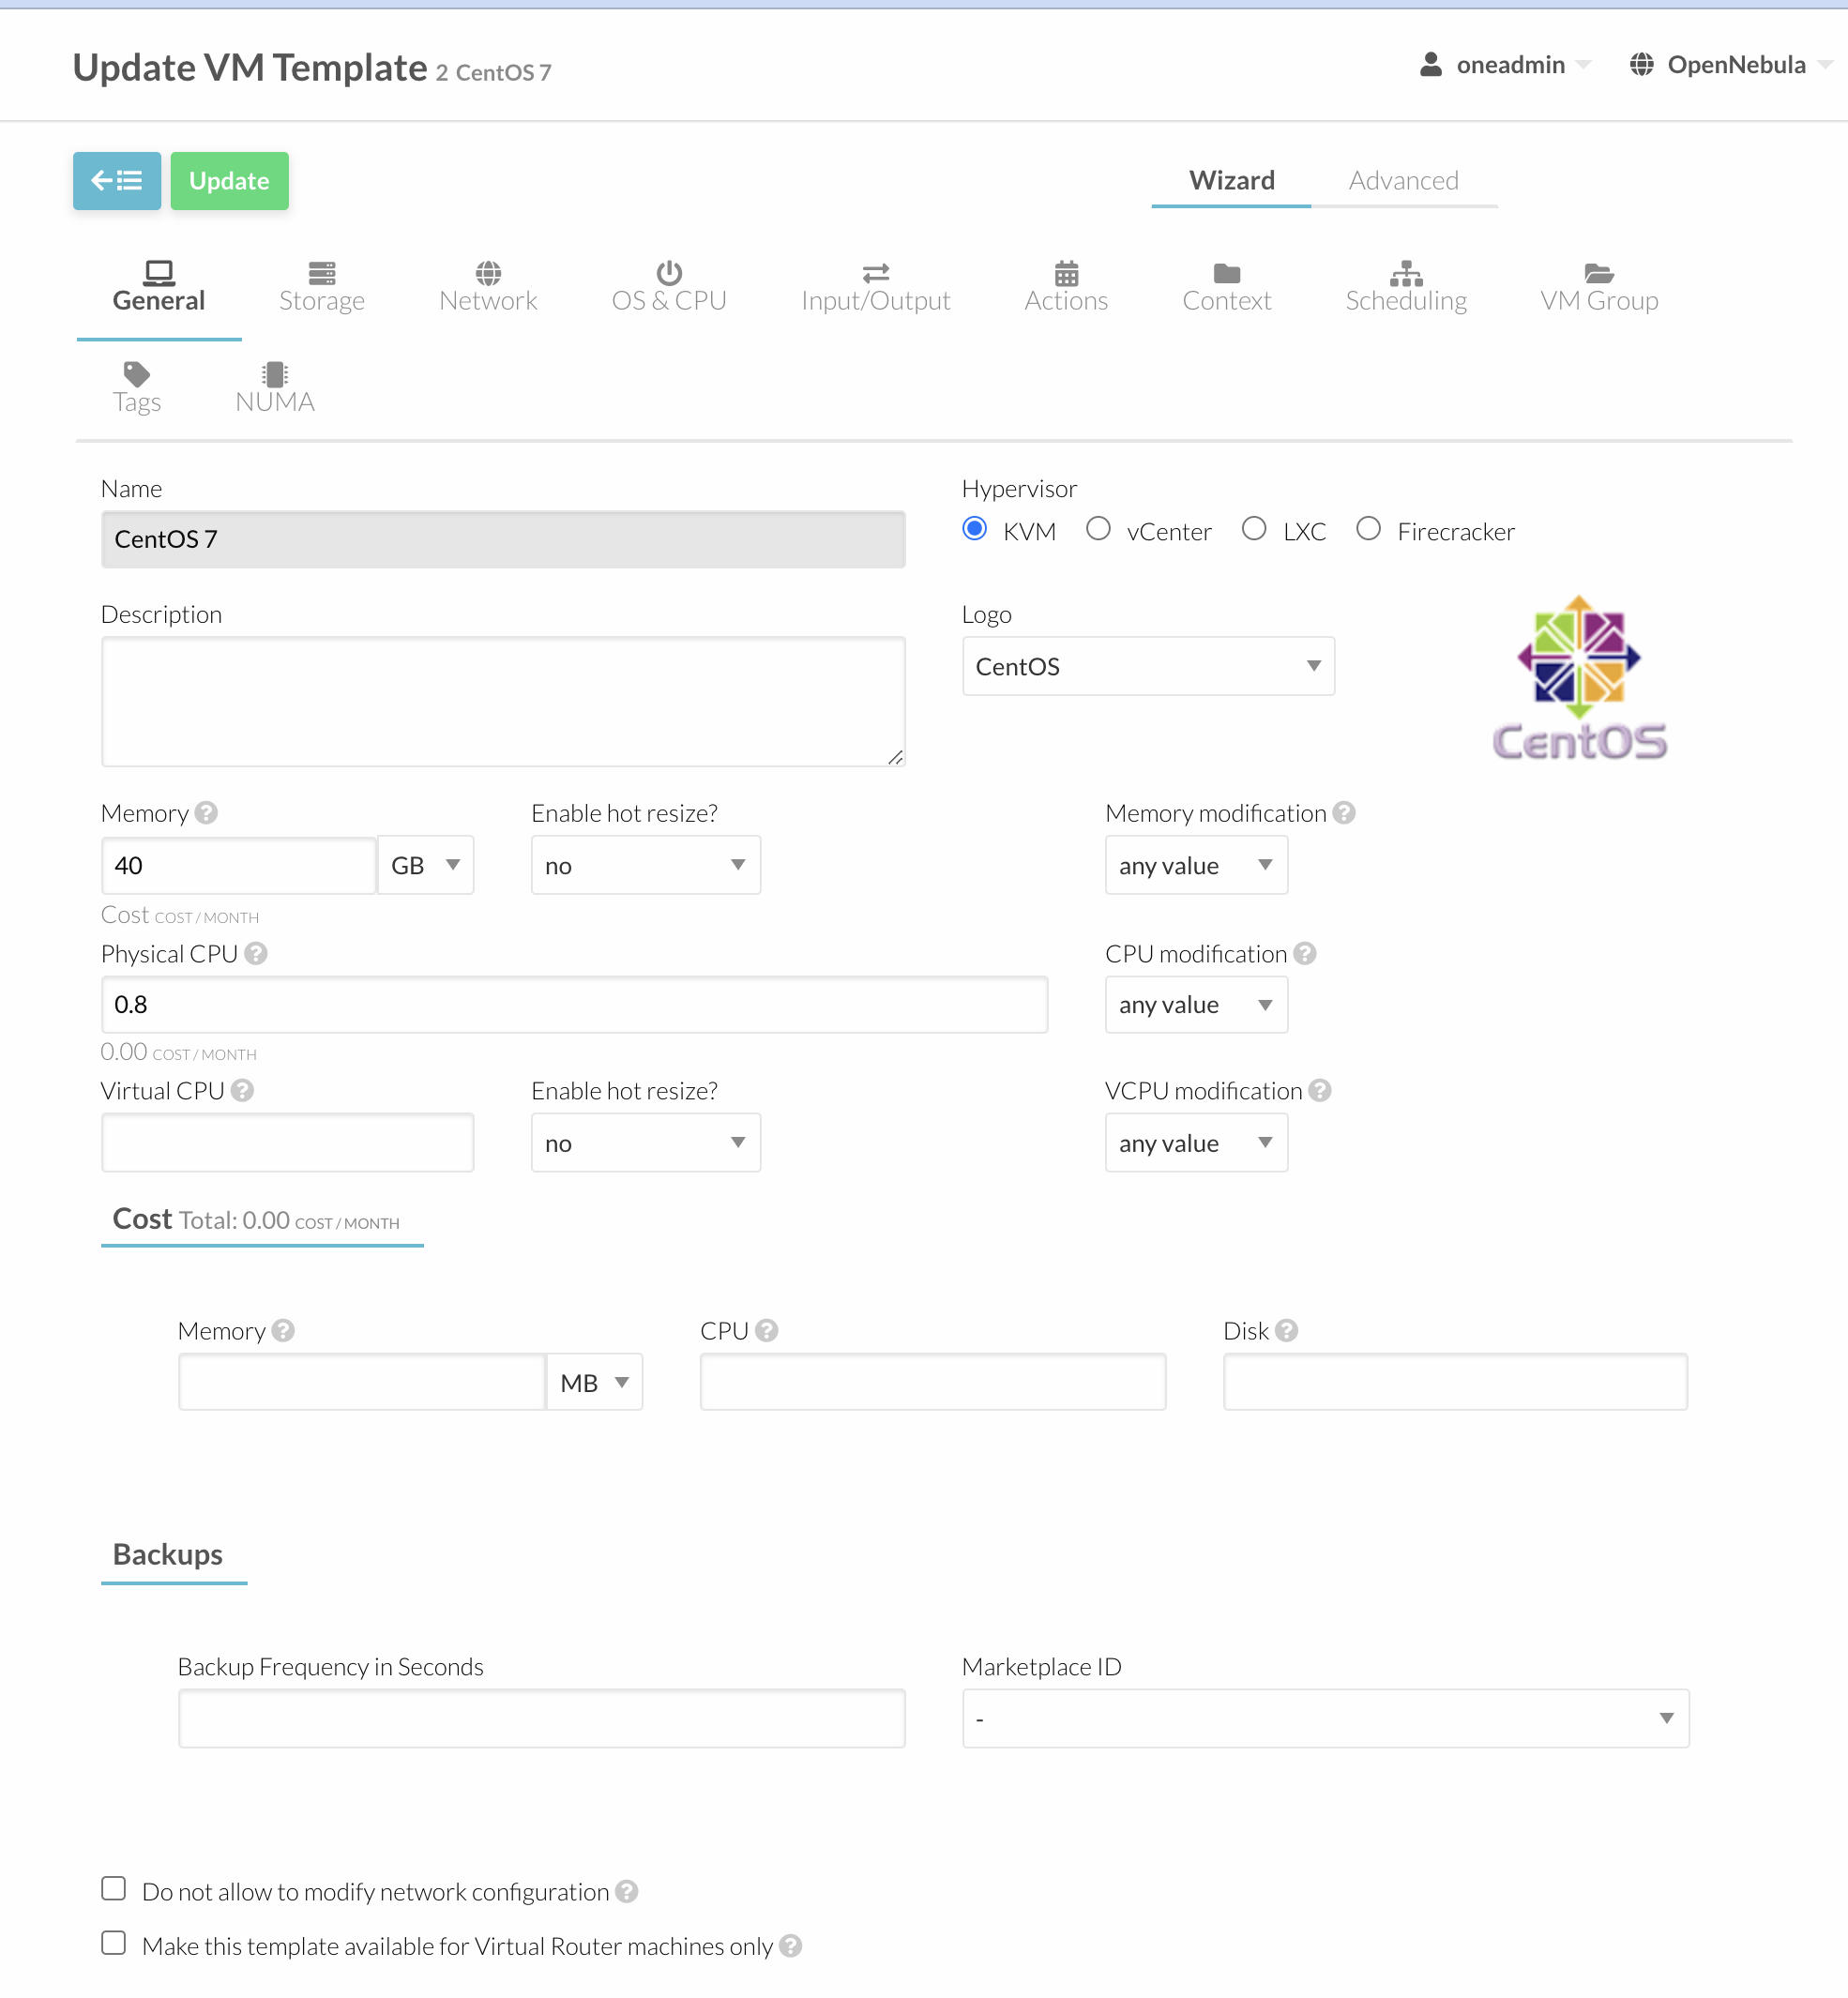 Update VM Template 2 CentOS 7
oneadmin
OpenNebula
Update
Wizard
Advanced
General
Storage
Network
OS & CPU
Input/Output
Actions
Context
Scheduling
VM Group
Tags
NUMA
Name
Hypervisor
CentOS 7
KVM
vCenter
LXC
Firecracker
Description
Logo
CentOS
CentOS
Memory ?
Enable hot resize?
Memory modification ?
40
GB
no
any value
Cost COST / MONTH
Physical CPU ?
CPU modification ?
0.8
any value
0.00 COST / MONTH
Virtual CPU ?
Enable hot resize?
VCPU modification ?
no
any value
Cost Total: 0.00 COST / MONTH
Memory ?
CPU ?
Disk ?
MB
Backups
Backup Frequency in Seconds
Marketplace ID
-
Do not allow to modify network configuration ?
Make this template available for Virtual Router machines only ?